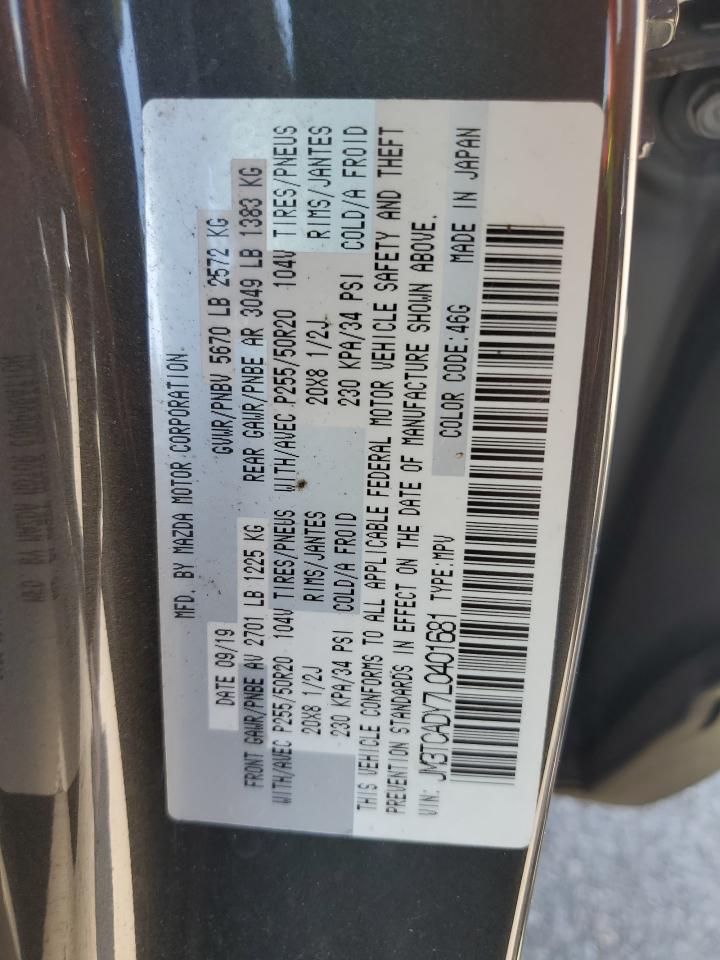 MFD. BY MAZDA MOTOR CORPORATION
DATE 09/19 GVWR/PNBV 5670 LB 2572 KG
FRONT GAWR/PNBE AV 2701 LB 1225 KG REAR GAWR/PNBE AR 3049 LB 1383 KG
WITH/AVEC P255/50R20 104V TIRES/PNEUS WITH/AVEC P255/50R20 104V TIRES/PNEUS
20X8 1/2J RIMS/JANTES 20X8 1/2J RIMS/JANTES
230 KPA/34 PSI COLD/A FROID 230 KPA/34 PSI COLD/A FROID
THIS VEHICLE CONFORMS TO ALL APPLICABLE FEDERAL MOTOR VEHICLE SAFETY AND THEFT
PREVENTION STANDARDS IN EFFECT ON THE DATE OF MANUFACTURE SHOWN ABOVE.
VIN: JM3TCADY7L0401681 TYPE:MPV COLOR CODE:46G MADE IN JAPAN